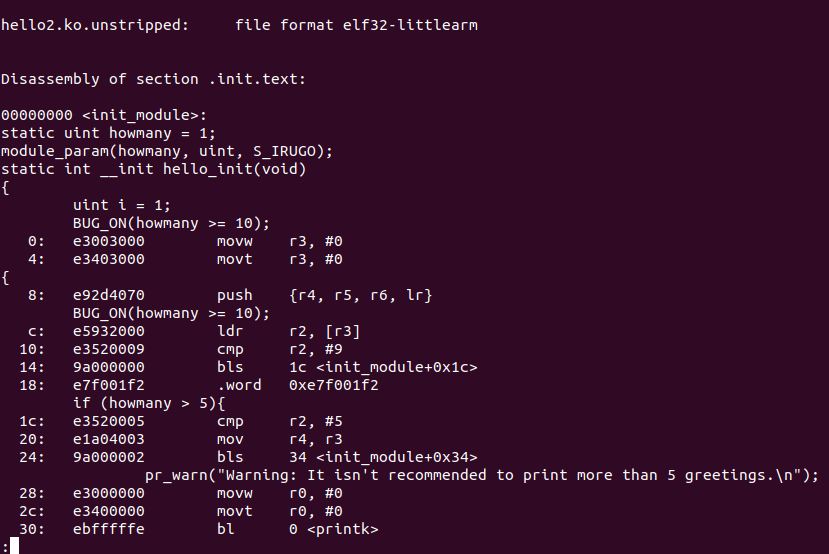 hello2.ko.unstripped:     file format elf32-littlearm
Disassembly of section .init.text:
00000000 <init_module>:
static uint howmany = 1;
module_param(howmany, uint, S_IRUGO);
static int __init hello_init(void)
{
        uint i = 1;
        BUG_ON(howmany >= 10);
   0:   e3003000        movw    r3, #0
   4:   e3403000        movt    r3, #0
{
   8:   e92d4070        push    {r4, r5, r6, lr}
        BUG_ON(howmany >= 10);
   c:   e5932000        ldr     r2, [r3]
  10:   e3520009        cmp     r2, #9
  14:   9a000000        bls     1c <init_module+0x1c>
  18:   e7f001f2        .word   0xe7f001f2
        if (howmany > 5){
  1c:   e3520005        cmp     r2, #5
  20:   e1a04003        mov     r4, r3
  24:   9a000002        bls     34 <init_module+0x34>
                pr_warn("Warning: It isn't recommended to print more than 5 greetings.\n");
  28:   e3000000        movw    r0, #0
  2c:   e3400000        movt    r0, #0
  30:   ebfffffe        bl      0 <printk>
: